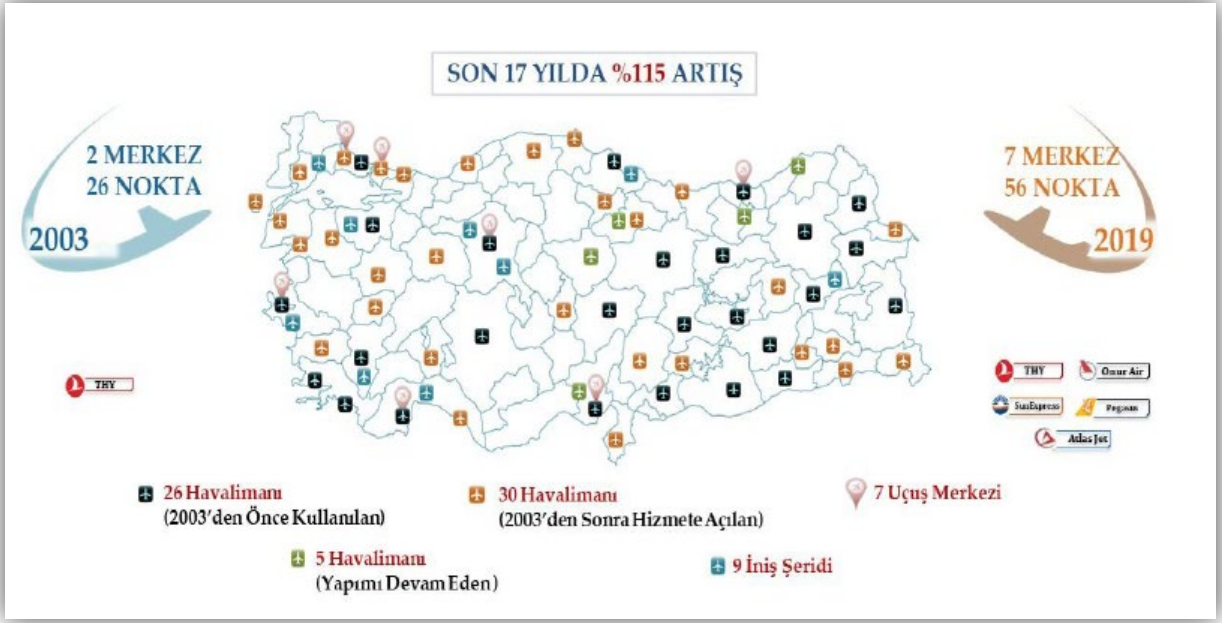 SON 17 YILDA %115 ARTIŞ
2 MERKEZ
26 NOKTA
2003
7 MERKEZ
56 NOKTA
2019
THY
THY
Onur Air
SunExpress
Pegasus
Atlas Jet
26 Havalimanı
(2003'den Önce Kullanılan)
30 Havalimanı
(2003'den Sonra Hizmete Açılan)
7 Uçuş Merkezi
5 Havalimanı
(Yapımı Devam Eden)
9 İniş Şeridi